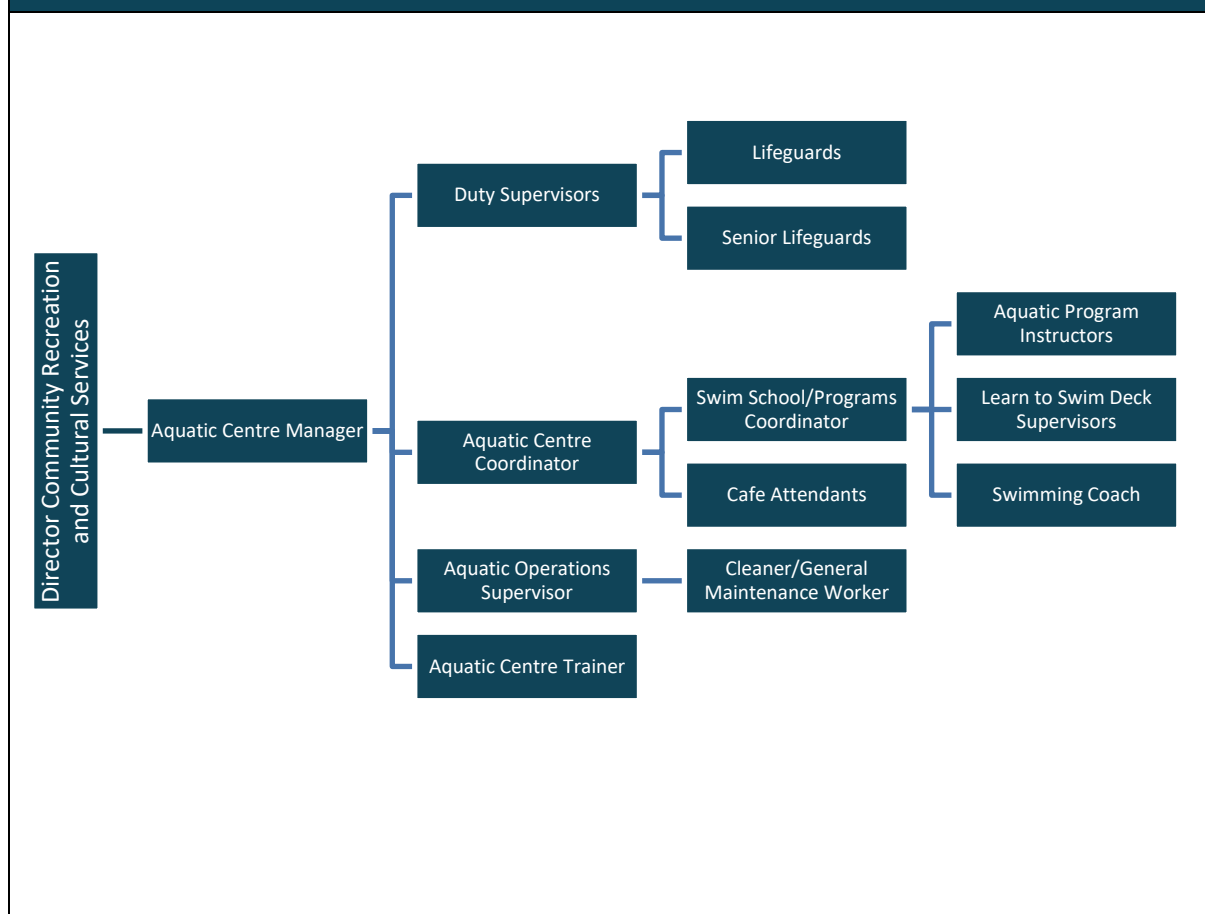 Director Community Recreation
and Cultural Services
Aquatic Centre Manager
Duty Supervisors
Lifeguards
Senior Lifeguards
Aquatic Centre
Coordinator
Swim School/Programs
Coordinator
Aquatic Program
Instructors
Learn to Swim Deck
Supervisors
Swimming Coach
Cafe Attendants
Aquatic Operations
Supervisor
Cleaner/General
Maintenance Worker
Aquatic Centre Trainer